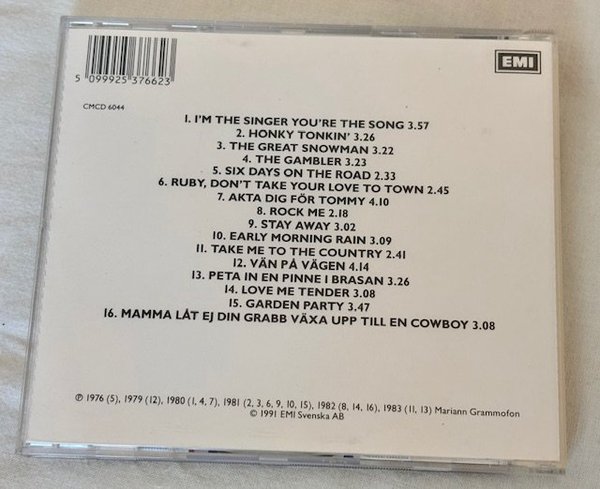 EMI
5 099925 376623
CMCD 6044
1. I'M THE SINGER YOU'RE THE SONG 3.57
2. HONKY TONKIN' 3.26
3. THE GREAT SNOWMAN 3.22
4. THE GAMBLER 3.23
5. SIX DAYS ON THE ROAD 2.33
6. RUBY, DON'T TAKE YOUR LOVE TO TOWN 2.45
7. AKTA DIG FÖR TOMMY 4.10
8. ROCK ME 2.18
9. STAY AWAY 3.02
10. EARLY MORNING RAIN 3.09
11. TAKE ME TO THE COUNTRY 2.41
12. VÄN PÅ VÄGEN 4.14
13. PETA IN EN PINNE I BRASAN 3.26
14. LOVE ME TENDER 3.08
15. GARDEN PARTY 3.47
16. MAMMA LÅT EJ DIN GRABB VÄXA UPP TILL EN COWBOY 3.08
℗ 1976 (5), 1979 (12), 1980 (1, 4, 7), 1981 (2, 3, 6, 9, 10, 15), 1982 (8, 14, 16), 1983 (11, 13) Mariann Grammofon
© 1991 EMI Svenska AB